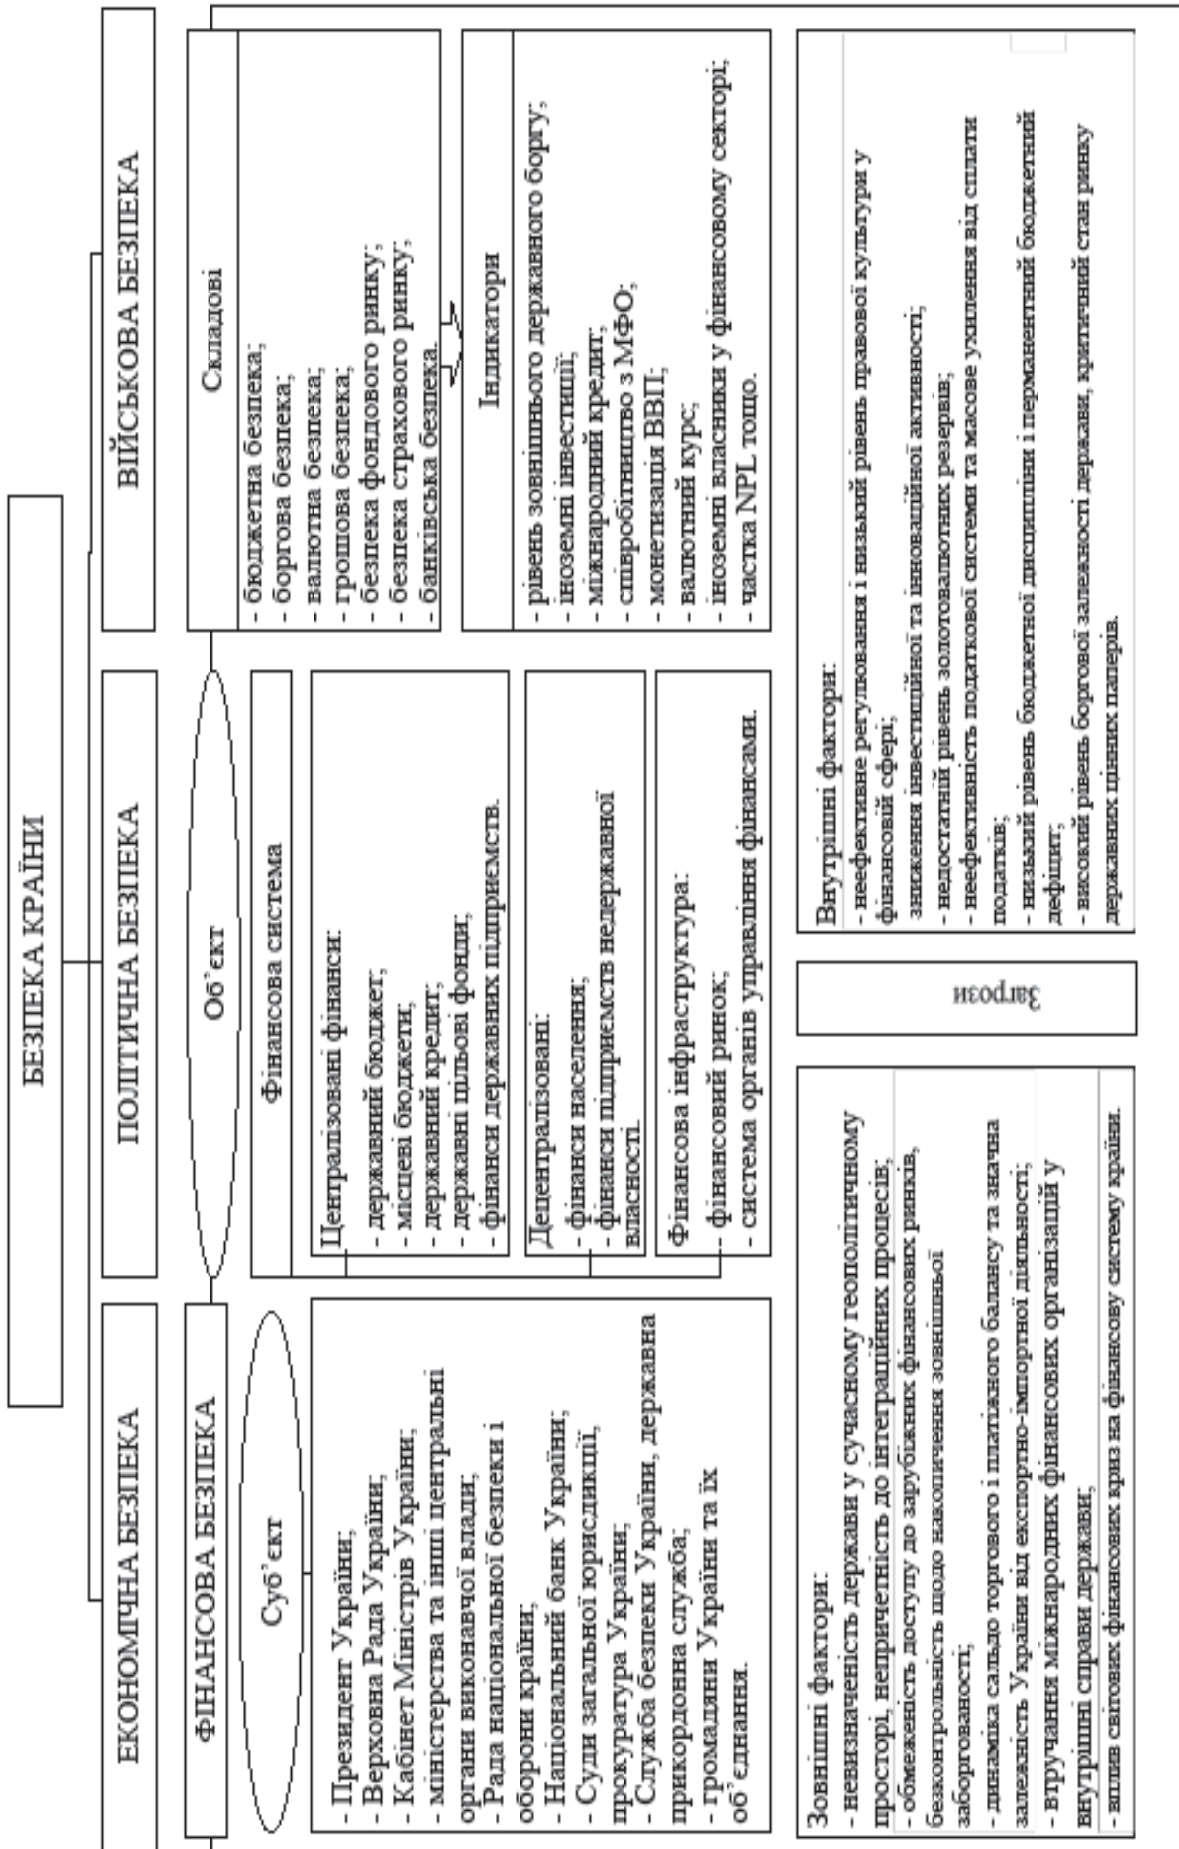 БЕЗПЕКА КРАЇНИ
ЕКОНОМІЧНА БЕЗПЕКА
ПОЛІТИЧНА БЕЗПЕКА
ВІЙСЬКОВА БЕЗПЕКА
ФІНАНСОВА БЕЗПЕКА
Суб’єкт
- Президент України;
- Верховна Рада України;
- Кабінет Міністрів України;
- міністерства та інші центральні
органи виконавчої влади;
- Рада національної безпеки і
оборони країни;
- Національний банк України;
- Суди загальної юрисдикції,
прокуратура України;
- Служба безпеки України, державна
прикордонна служба;
- громадяни України та їх
об’єднання.
Об’єкт
Фінансова система
Централізовані фінанси:
- державний бюджет;
- місцеві бюджети;
- державний кредит;
- державні цільові фонди;
- фінанси державних підприємств.
Децентралізовані:
- фінанси населення;
- фінанси підприємств недержавної
власності.
Фінансова інфраструктура:
- фінансовий ринок;
- система органів управління фінансами.
Складові
- бюджетна безпека;
- боргова безпека;
- валютна безпека;
- грошова безпека;
- безпека фондового ринку;
- безпека страхового ринку;
- банківська безпека.
Індикатори
- рівень зовнішнього державного боргу;
- іноземні інвестиції;
- міжнародний кредит;
- співробітництво з МФО;
- монетизація ВВП;
- валютний курс;
- іноземні власники у фінансовому секторі;
- частка NPL тощо.
Зовнішні фактори:
- невизначеність держави у сучасному геополітичному
просторі, непричетність до інтеграційних процесів;
- обмеженість доступу до зарубіжних фінансових ринків,
безконтрольність щодо накопичення зовнішньої
заборгованості;
- динаміка сальдо торгового і платіжного балансу та значна
залежність України від експортно-імпортної діяльності;
- втручання міжнародних фінансових організацій у
внутрішні справи держави;
- вплив світових фінансових криз на фінансову систему країни.
Загрози
Внутрішні фактори:
- неефективне регулювання і низький рівень правової культури у
фінансовій сфері;
зниження інвестиційної та інноваційної активності;
- недостатній рівень золотовалютних резервів;
- неефективність податкової системи та масове ухилення від сплати
податків;
- низький рівень бюджетної дисципліни і перманентний бюджетний
дефіцит;
- високий рівень боргової залежності держави, критичний стан ринку
державних цінних паперів.